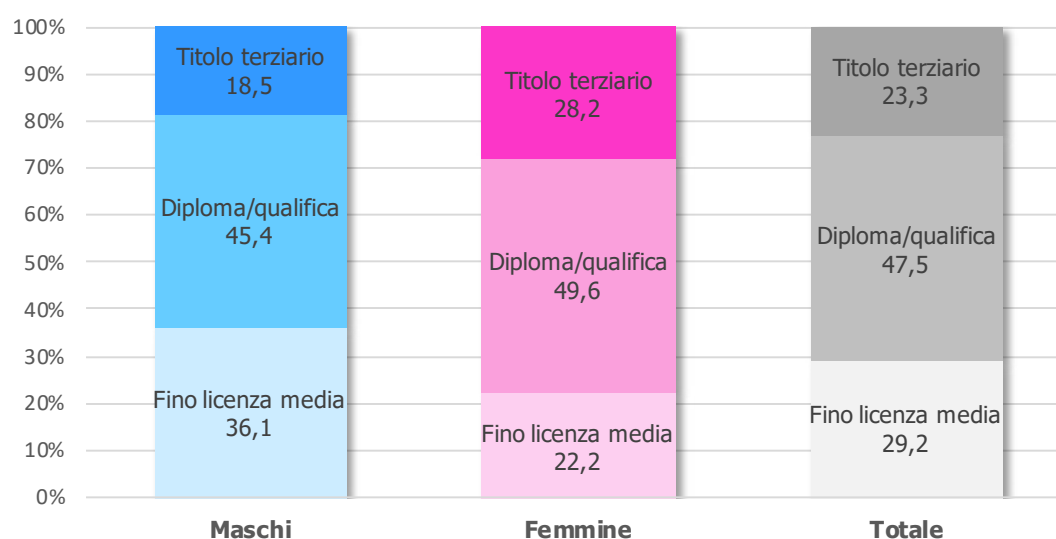 100%
90%
80%
70%
60%
50%
40%
30%
20%
10%
0%
Titolo terziario
18,5
Diploma/qualifica
45,4
Fino licenza media
36,1
Titolo terziario
28,2
Diploma/qualifica
49,6
Fino licenza media
22,2
Titolo terziario
23,3
Diploma/qualifica
47,5
Fino licenza media
29,2
Maschi Femmine Totale